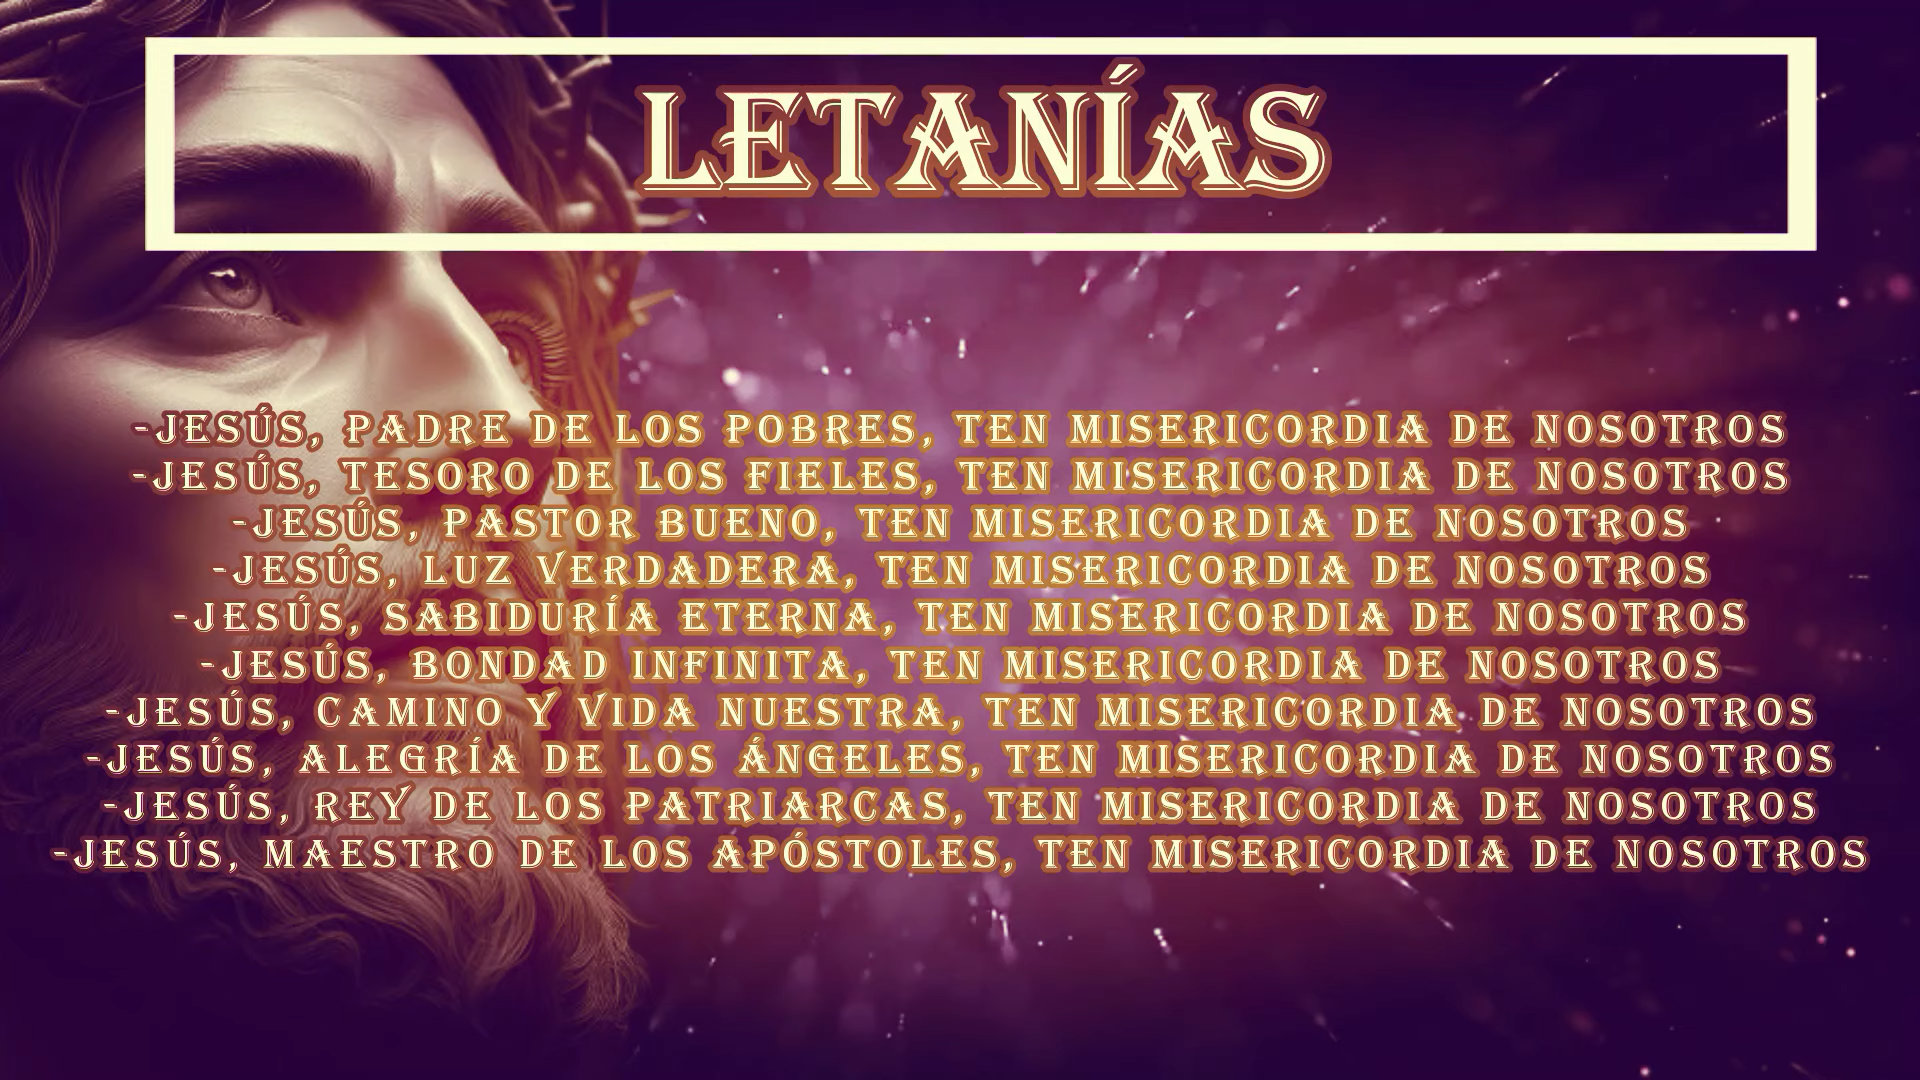 LETANÍAS
-JESÚS, PADRE DE LOS POBRES, TEN MISERICORDIA DE NOSOTROS
-JESÚS, TESORO DE LOS FIELES, TEN MISERICORDIA DE NOSOTROS
-JESÚS, PASTOR BUENO, TEN MISERICORDIA DE NOSOTROS
-JESÚS, LUZ VERDADERA, TEN MISERICORDIA DE NOSOTROS
-JESÚS, SABIDURÍA ETERNA, TEN MISERICORDIA DE NOSOTROS
-JESÚS, BONDAD INFINITA, TEN MISERICORDIA DE NOSOTROS
-JESÚS, CAMINO Y VIDA NUESTRA, TEN MISERICORDIA DE NOSOTROS
-JESÚS, ALEGRÍA DE LOS ÁNGELES, TEN MISERICORDIA DE NOSOTROS
-JESÚS, REY DE LOS PATRIARCAS, TEN MISERICORDIA DE NOSOTROS
-JESÚS, MAESTRO DE LOS APÓSTOLES, TEN MISERICORDIA DE NOSOTROS